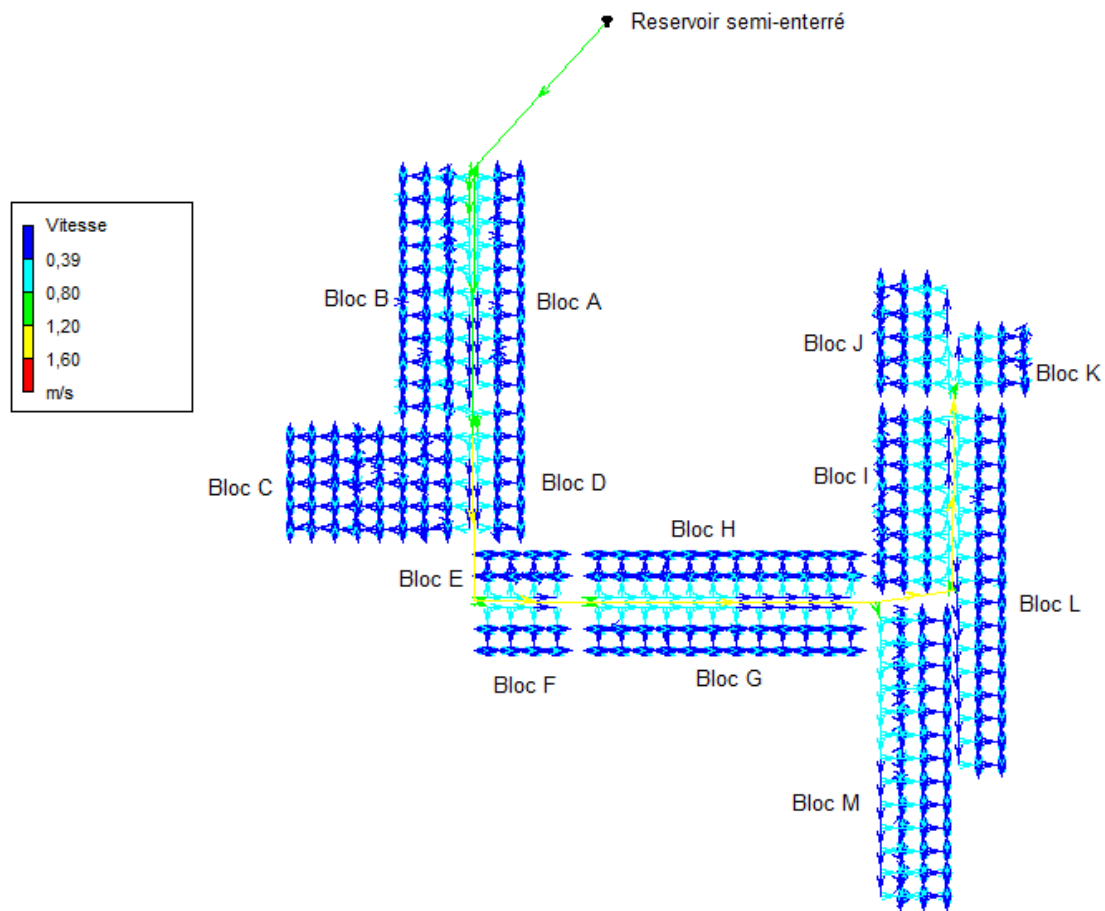 Reservoir semi-enterré
Vitesse
0,39
0,80
1,20
1,60
m/s
Bloc B
Bloc A
Bloc J
Bloc K
Bloc C
Bloc D
Bloc I
Bloc H
Bloc E
Bloc L
Bloc F
Bloc G
Bloc M